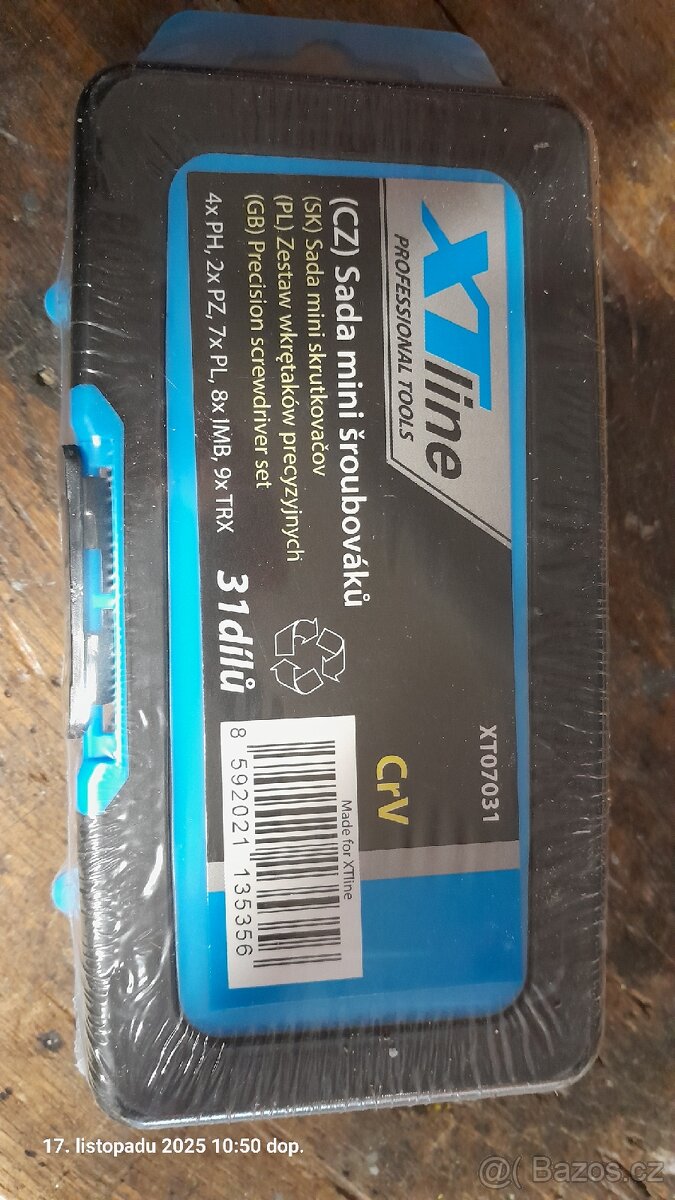 XTline
PROFESSIONAL TOOLS
XT07031
(CZ) Sada mini šroubováků
(SK) Sada mini skrutkovačov
(PL) Zestaw wkrętaków precyzyjnych
(GB) Precision screwdriver set
4x PH, 2x PZ, 7x PL, 8x IMB, 9x TRX
31 dílů
CrV
Made for XTline
8 592021 135356
17. listopadu 2025 10:50 dop.
@( Bazos.cz